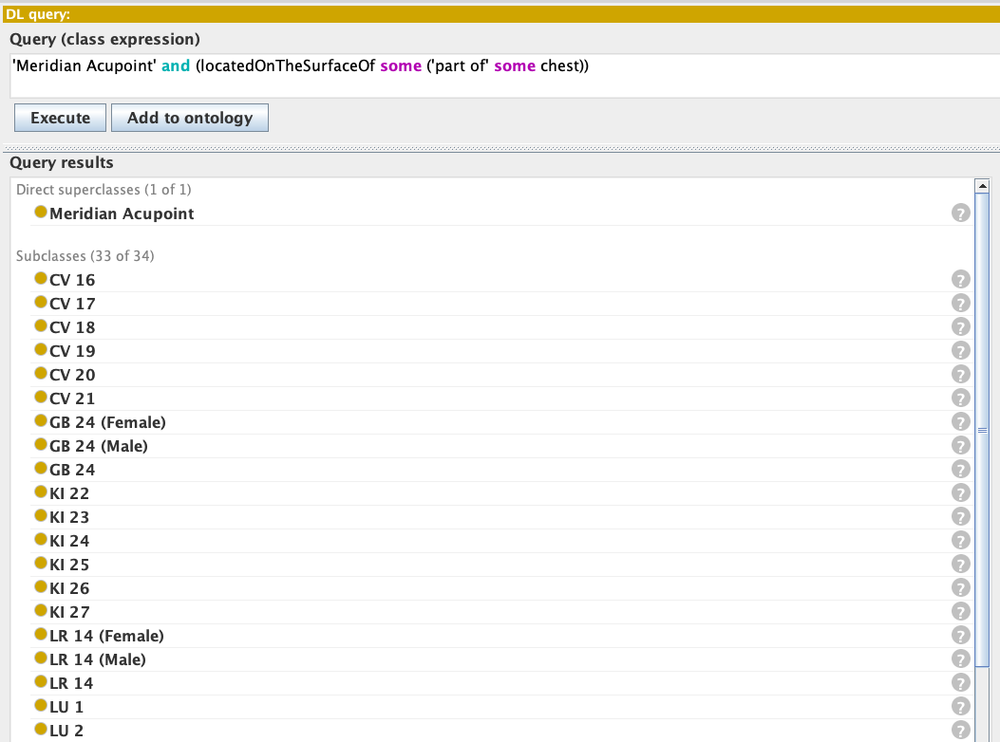 DL query:
Query (class expression)
'Meridian Acupoint' and (locatedOnTheSurfaceOf some ('part of' some chest))
Execute Add to ontology
Query results
Direct superclasses (1 of 1)
Meridian Acupoint ?
Subclasses (33 of 34)
CV 16 ?
CV 17 ?
CV 18 ?
CV 19 ?
CV 20 ?
CV 21 ?
GB 24 (Female) ?
GB 24 (Male) ?
GB 24 ?
KI 22 ?
KI 23 ?
KI 24 ?
KI 25 ?
KI 26 ?
KI 27 ?
LR 14 (Female) ?
LR 14 (Male) ?
LR 14 ?
LU 1 ?
LU 2 ?